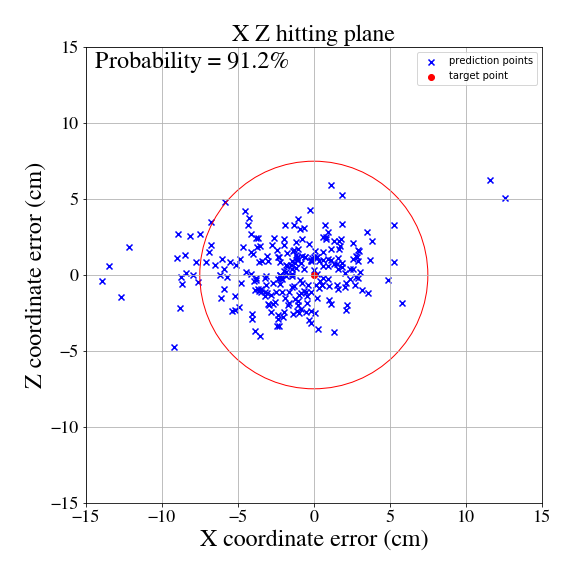 X Z hitting plane
Probability = 91.2%
prediction points
target point
15
10
5
0
−5
−10
−15
−15
−10
−5
0
5
10
15
Z coordinate error (cm)
X coordinate error (cm)